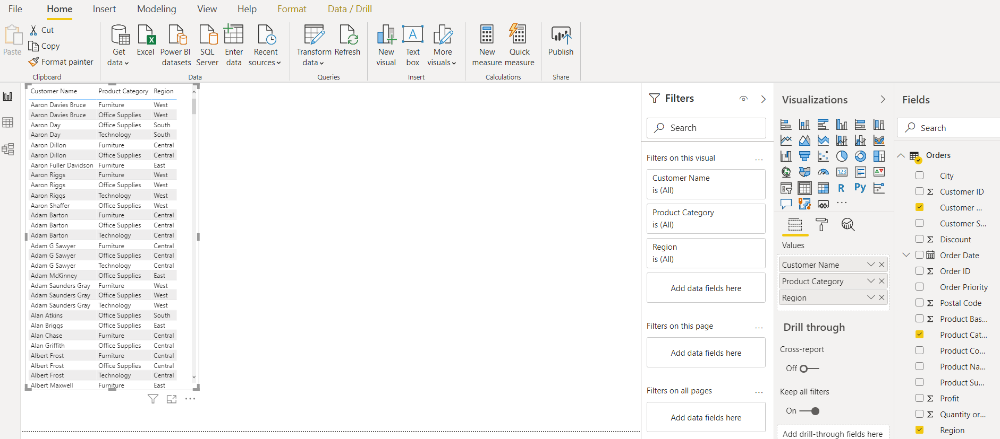 File Home Insert Modeling View Help Format Data / Drill
Paste
Cut
Copy
Format painter
Clipboard
Get data
Excel
Power BI datasets
SQL Server
Enter data
Recent sources
Data
Transform data
Refresh
Queries
New visual
Text box
More visuals
Insert
New measure
Quick measure
Calculations
Publish
Share
Customer Name Product Category Region
Aaron Davies Bruce Furniture West
Aaron Davies Bruce Office Supplies West
Aaron Day Office Supplies South
Aaron Day Technology South
Aaron Dillon Furniture Central
Aaron Dillon Office Supplies Central
Aaron Fuller Davidson Furniture East
Aaron Riggs Furniture West
Aaron Riggs Office Supplies West
Aaron Riggs Technology West
Aaron Shaffer Office Supplies West
Adam Barton Furniture Central
Adam Barton Office Supplies Central
Adam Barton Technology Central
Adam G Sawyer Furniture Central
Adam G Sawyer Office Supplies Central
Adam G Sawyer Technology Central
Adam McKinney Office Supplies East
Adam Saunders Gray Furniture West
Adam Saunders Gray Office Supplies West
Adam Saunders Gray Technology West
Alan Atkins Office Supplies South
Alan Briggs Office Supplies East
Alan Chase Furniture Central
Alan Griffith Office Supplies Central
Albert Frost Furniture Central
Albert Frost Office Supplies Central
Albert Frost Technology Central
Albert Maxwell Furniture East
...
Filters
Search
Filters on this visual ...
Customer Name
is (All)
Product Category
is (All)
Region
is (All)
Add data fields here
Filters on this page ...
Add data fields here
Filters on all pages ...
Add data fields here
Visualizations
123
R Py
...
Values
Customer Name
Product Category
Region
Drill through
Cross-report
Off
Keep all filters
On
Add drill-through fields here
Fields
Search
Orders
City
Σ Customer ID
Customer ...
Customer S...
Σ Discount
Order Date
Σ Order ID
Order Priority
Σ Postal Code
Σ Product Bas...
Product Cat...
Product Co...
Product Na...
Product Su...
Σ Profit
Σ Quantity or...
Region